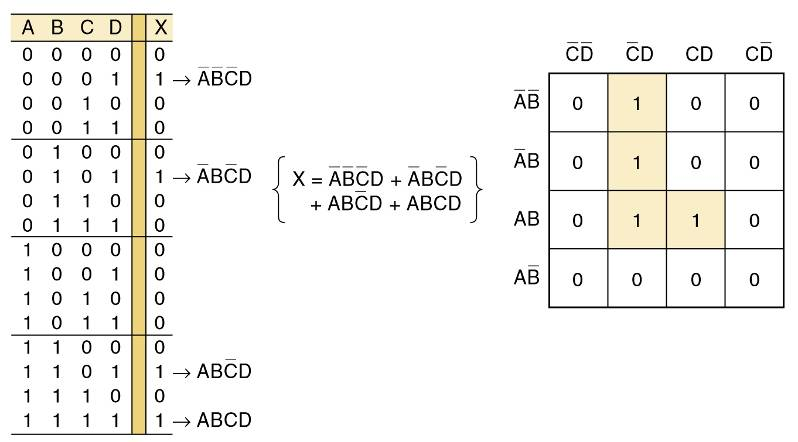 A B C D X
0 0 0 0 0
0 0 0 1 1 → A̅B̅C̅D
0 0 1 0 0
0 0 1 1 0
0 1 0 0 0
0 1 0 1 1 → A̅BC̅D
0 1 1 0 0
0 1 1 1 0
1 0 0 0 0
1 0 0 1 0
1 0 1 0 0
1 0 1 1 0
1 1 0 0 0
1 1 0 1 1 → ABC̅D
1 1 1 0 0
1 1 1 1 1 → ABCD
X = A̅B̅C̅D + A̅BC̅D
+ ABC̅D + ABCD
C̅D̅ C̅D CD CD̅
A̅B̅ 0 1 0 0
A̅B 0 1 0 0
AB 0 1 1 0
AB̅ 0 0 0 0